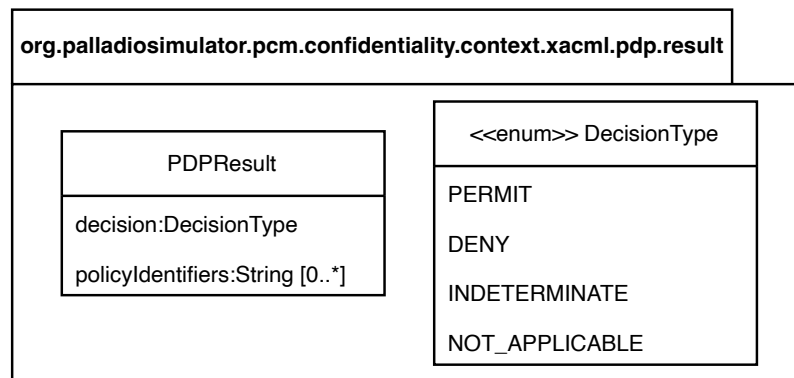 org.palladiosimulator.pcm.confidentiality.context.xacml.pdp.result
PDPResult
decision:DecisionType
policyIdentifiers:String [0..*]
<<enum>> DecisionType
PERMIT
DENY
INDETERMINATE
NOT_APPLICABLE